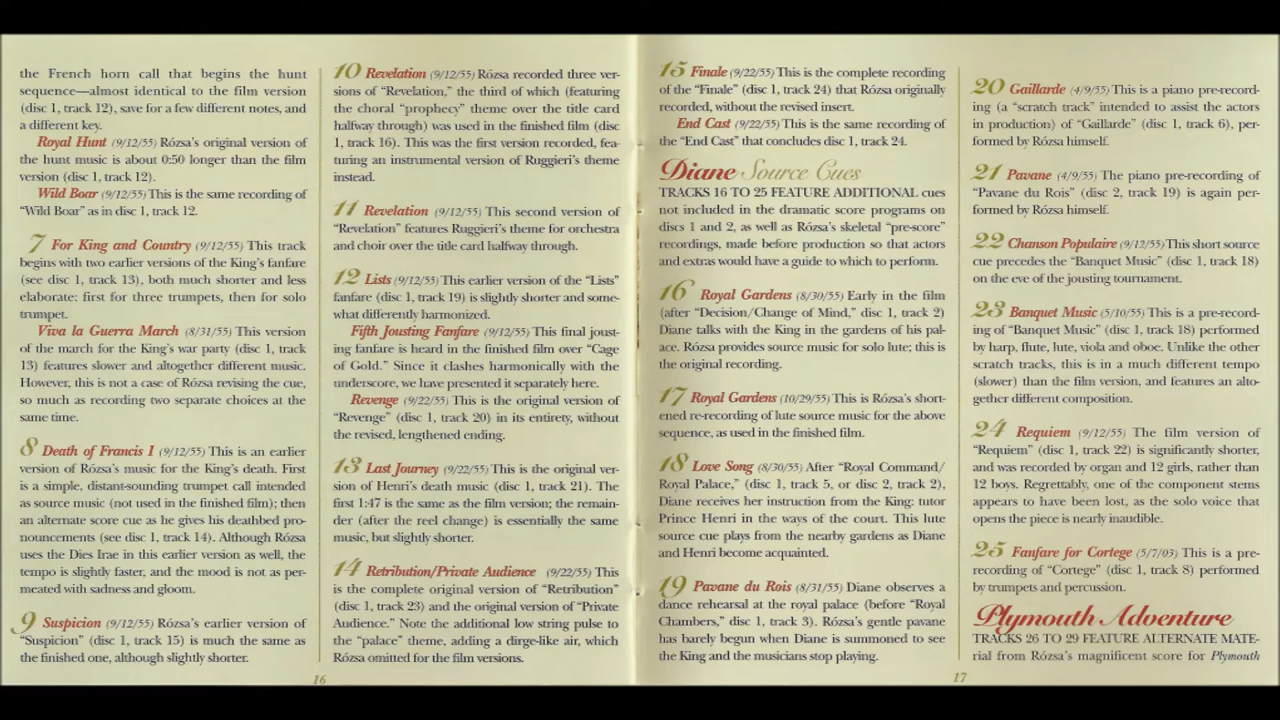 the French horn call that begins the hunt
sequence—almost identical to the film version
(disc 1, track 12), save for a few different notes, and
a different key.
Royal Hunt (9/12/55) Rózsa's original version of
the hunt music is about 0:50 longer than the film
version (disc 1, track 12).
Wild Boar (9/12/55) This is the same recording of
“Wild Boar” as in disc 1, track 12.
7 For King and Country (9/12/55) This track
begins with two earlier versions of the King's fanfare
(see disc 1, track 13), both much shorter and less
elaborate: first for three trumpets, then for solo
trumpet.
Viva la Guerra March (8/31/55) This version
of the march for the King's war party (disc 1, track
13) features slower and altogether different music.
However, this is not a case of Rózsa revising the cue,
so much as recording two separate choices at the
same time.
8 Death of Francis I (9/12/55) This is an earlier
version of Rózsa's music for the King's death. First
is a simple, distant-sounding trumpet call intended
as source music (not used in the finished film); then
an alternate score cue as he gives his deathbed pro-
nouncements (see disc 1, track 14). Although Rózsa
uses the Dies Irae in this earlier version as well, the
tempo is slightly faster, and the mood is not as per-
meated with sadness and gloom.
9 Suspicion (9/12/55) Rózsa's earlier version of
“Suspicion” (disc 1, track 15) is much the same as
the finished one, although slightly shorter.
10 Revelation (9/12/55) Rózsa recorded three ver-
sions of “Revelation,” the third of which (featuring
the choral “prophecy” theme over the title card
halfway through) was used in the finished film (disc
1, track 16). This was the first version recorded, fea-
turing an instrumental version of Ruggieri's theme
instead.
11 Revelation (9/12/55) This second version of
“Revelation” features Ruggieri's theme for orchestra
and choir over the title card halfway through.
12 Lists (9/12/55) This earlier version of the “Lists”
fanfare (disc 1, track 19) is slightly shorter and some-
what differently harmonized.
Fifth Jousting Fanfare (9/12/55) This final joust-
ing fanfare is heard in the finished film over “Cage
of Gold.” Since it clashes harmonically with the
underscore, we have presented it separately here.
Revenge (9/22/55) This is the original version of
“Revenge” (disc 1, track 20) in its entirety, without
the revised, lengthened ending.
13 Last Journey (9/22/55) This is the original ver-
sion of Henri's death music (disc 1, track 21). The
first 1:47 is the same as the film version; the remain-
der (after the reel change) is essentially the same
music, but slightly shorter.
14 Retribution/Private Audience (9/22/55) This
is the complete original version of “Retribution”
(disc 1, track 23) and the original version of “Private
Audience.” Note the additional low string pulse to
the “palace” theme, adding a dirge-like air, which
Rózsa omitted for the film versions.
16
15 Finale (9/22/55) This is the complete recording
of the “Finale” (disc 1, track 24) that Rózsa originally
recorded, without the revised insert.
End Cast (9/22/55) This is the same recording of
the “End Cast” that concludes disc 1, track 24.
Diane Source Cues
TRACKS 16 TO 25 FEATURE ADDITIONAL cues
not included in the dramatic score programs on
discs 1 and 2, as well as Rózsa's skeletal “pre-score”
recordings, made before production so that actors
and extras would have a guide to which to perform.
16 Royal Gardens (8/30/55) Early in the film
(after “Decision/Change of Mind,” disc 1, track 2)
Diane talks with the King in the gardens of his pal-
ace. Rózsa provides source music for solo lute; this is
the original recording.
17 Royal Gardens (10/29/55) This is Rózsa's short-
ened re-recording of lute source music for the above
sequence, as used in the finished film.
18 Love Song (8/30/55) After “Royal Command/
Royal Palace,” (disc 1, track 5, or disc 2, track 2),
Diane receives her instruction from the King: tutor
Prince Henri in the ways of the court. This lute
source cue plays from the nearby gardens as Diane
and Henri become acquainted.
19 Pavane du Rois (8/31/55) Diane observes a
dance rehearsal at the royal palace (before “Royal
Chambers,” disc 1, track 3). Rózsa's gentle pavane
has barely begun when Diane is summoned to see
the King and the musicians stop playing.
20 Gaillarde (4/9/55) This is a piano pre-record-
ing (a “scratch track” intended to assist the actors
in production) of “Gaillarde” (disc 1, track 6), per-
formed by Rózsa himself.
21 Pavane (4/9/55) The piano pre-recording of
“Pavane du Rois” (disc 2, track 19) is again per-
formed by Rózsa himself.
22 Chanson Populaire (9/12/55) This short source
cue precedes the “Banquet Music” (disc 1, track 18)
on the eve of the jousting tournament.
23 Banquet Music (5/10/55) This is a pre-record-
ing of “Banquet Music” (disc 1, track 18) performed
by harp, flute, lute, viola and oboe. Unlike the other
scratch tracks, this is in a much different tempo
(slower) than the film version, and features an alto-
gether different composition.
24 Requiem (9/12/55) The film version of
“Requiem” (disc 1, track 22) is significantly shorter,
and was recorded by organ and 12 girls, rather than
12 boys. Regrettably, one of the component stems
appears to have been lost, as the solo voice that
opens the piece is nearly inaudible.
25 Fanfare for Cortege (5/7/03) This is a pre-
recording of “Cortege” (disc 1, track 8) performed
by trumpets and percussion.
Plymouth Adventure
TRACKS 26 TO 29 FEATURE ALTERNATE MATE-
rial from Rózsa's magnificent score for Plymouth
17